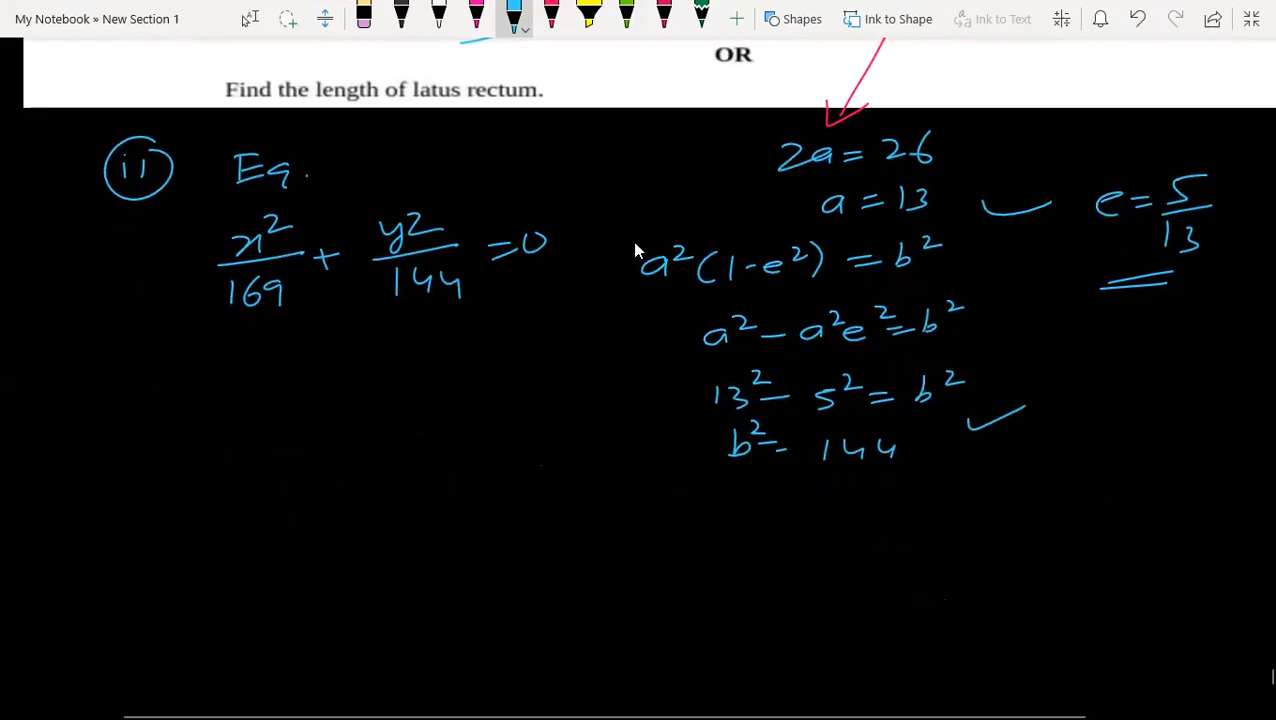 My Notebook » New Section 1
Shapes
Ink to Shape
Ink to Text
OR
Find the length of latus rectum.
ii) Eq.
x²/169 + y2/144 = 0
2a = 26
a = 13
e = 5/13
a²(1-e²) = b²
a² - a²e² = b²
13² - 5² = b²
b² = 144